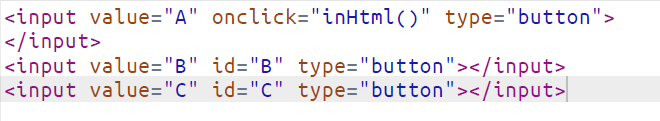 <input value="A" onclick="inHtml()" type="button">
</input>
<input value="B" id="B" type="button"></input>
<input value="C" id="C" type="button"></input>